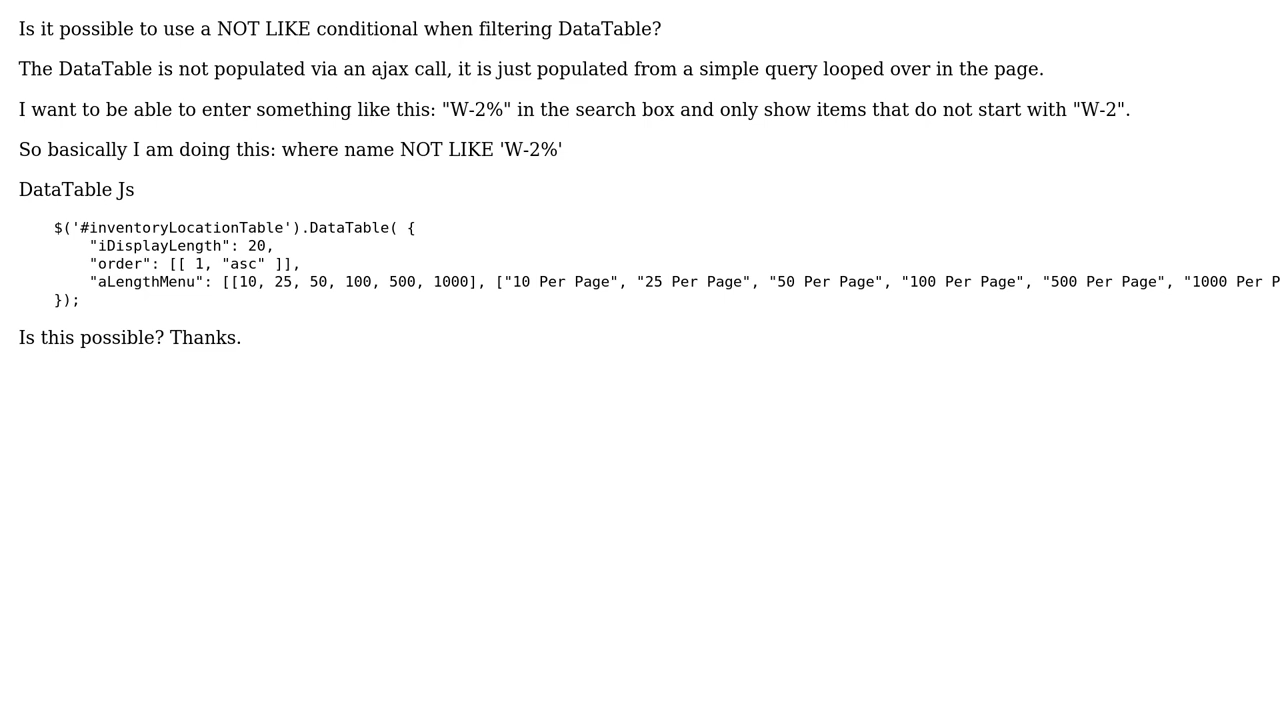 Is it possible to use a NOT LIKE conditional when filtering DataTable?
The DataTable is not populated via an ajax call, it is just populated from a simple query looped over in the page.
I want to be able to enter something like this: "W-2%" in the search box and only show items that do not start with "W-2".
So basically I am doing this: where name NOT LIKE 'W-2%'
DataTable Js
$('#inventoryLocationTable').DataTable( {
"iDisplayLength": 20,
"order": [[ 1, "asc" ]],
"aLengthMenu": [[10, 25, 50, 100, 500, 1000], ["10 Per Page", "25 Per Page", "50 Per Page", "100 Per Page", "500 Per Page", "1000 Per P
});
Is this possible? Thanks.